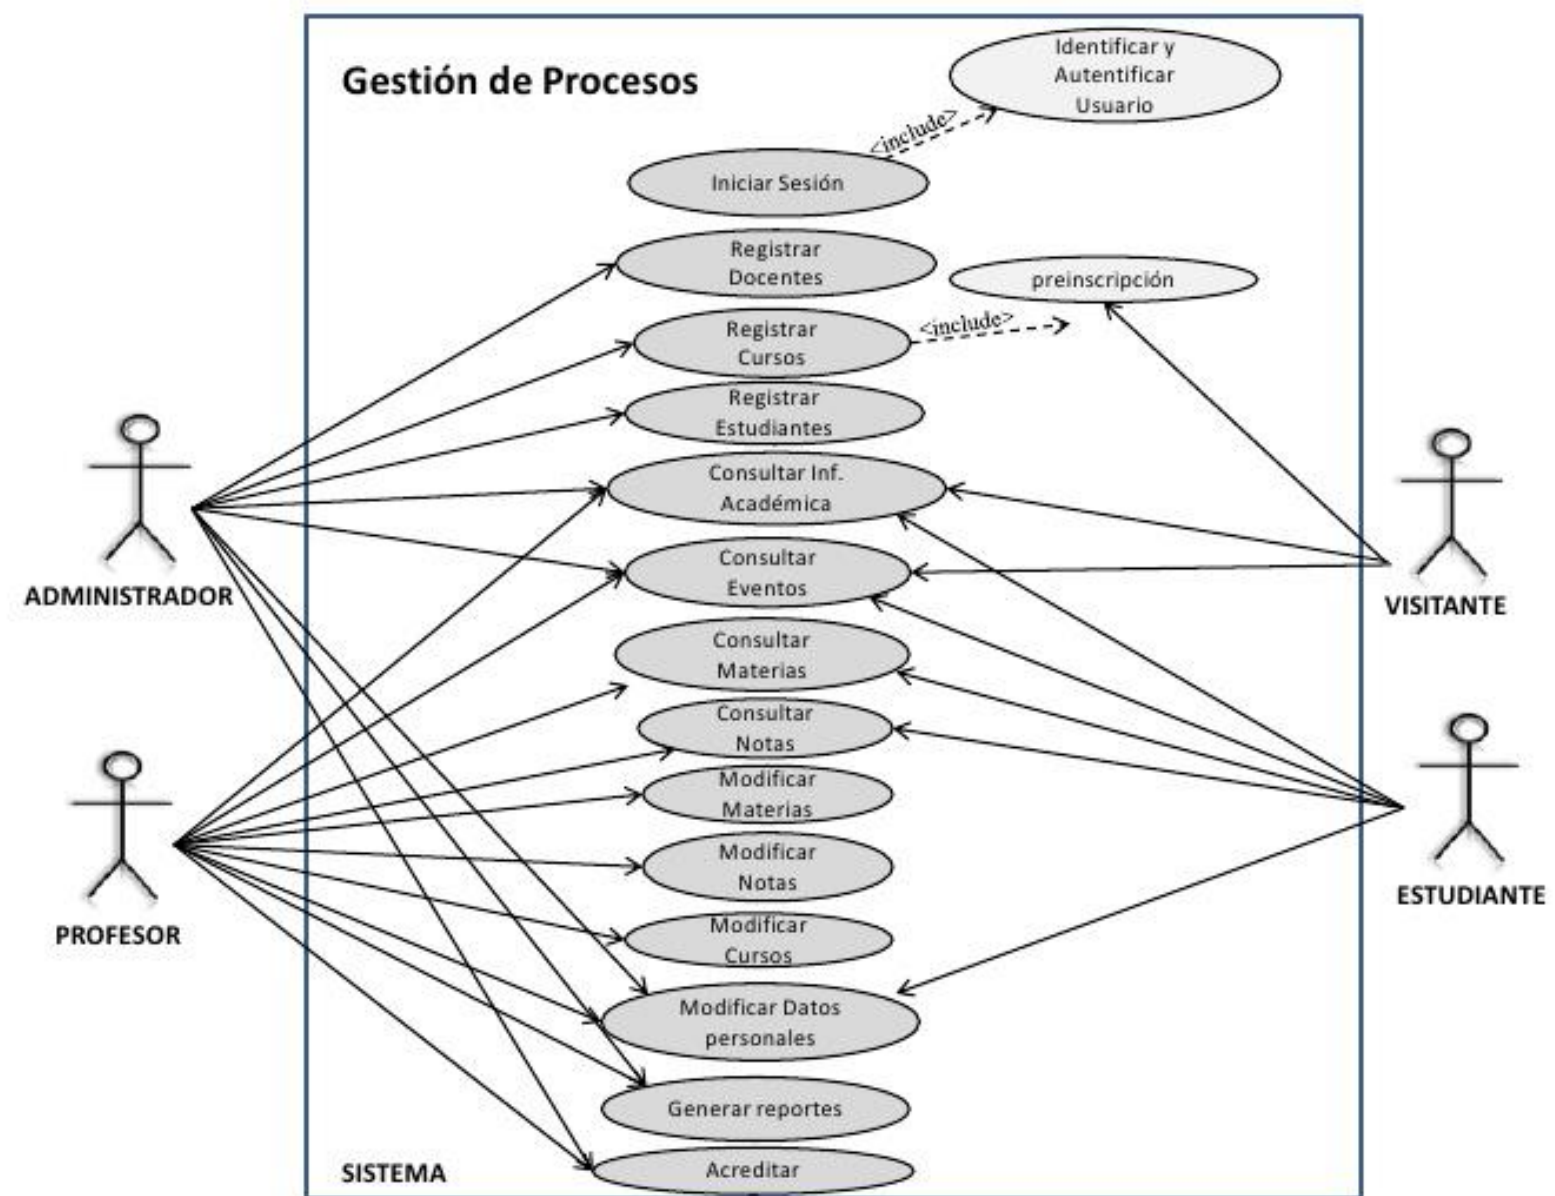 Gestión de Procesos
Identificar y
Autentificar
Usuario
<include>
Iniciar Sesión
Registrar
Docentes
preinscripción
<include>
Registrar
Cursos
Registrar
Estudiantes
Consultar Inf.
Académica
Consultar
Eventos
ADMINISTRADOR
VISITANTE
Consultar
Materias
Consultar
Notas
Modificar
Materias
Modificar
Notas
ESTUDIANTE
PROFESOR
Modificar
Cursos
Modificar Datos
personales
Generar reportes
Acreditar
SISTEMA